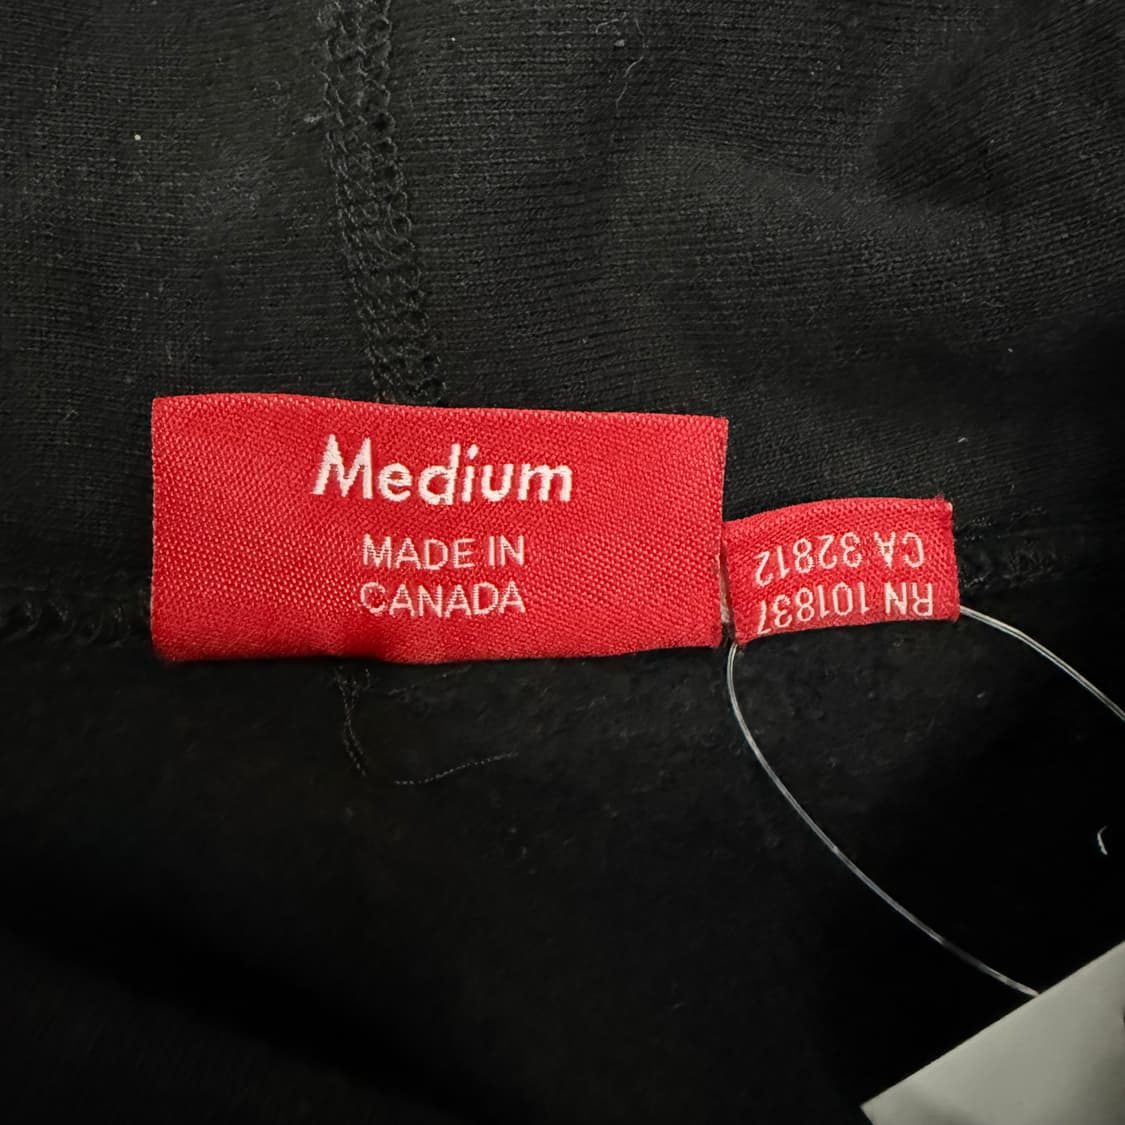 Medium
MADE IN
CANADA
RN 101837
CA 32812